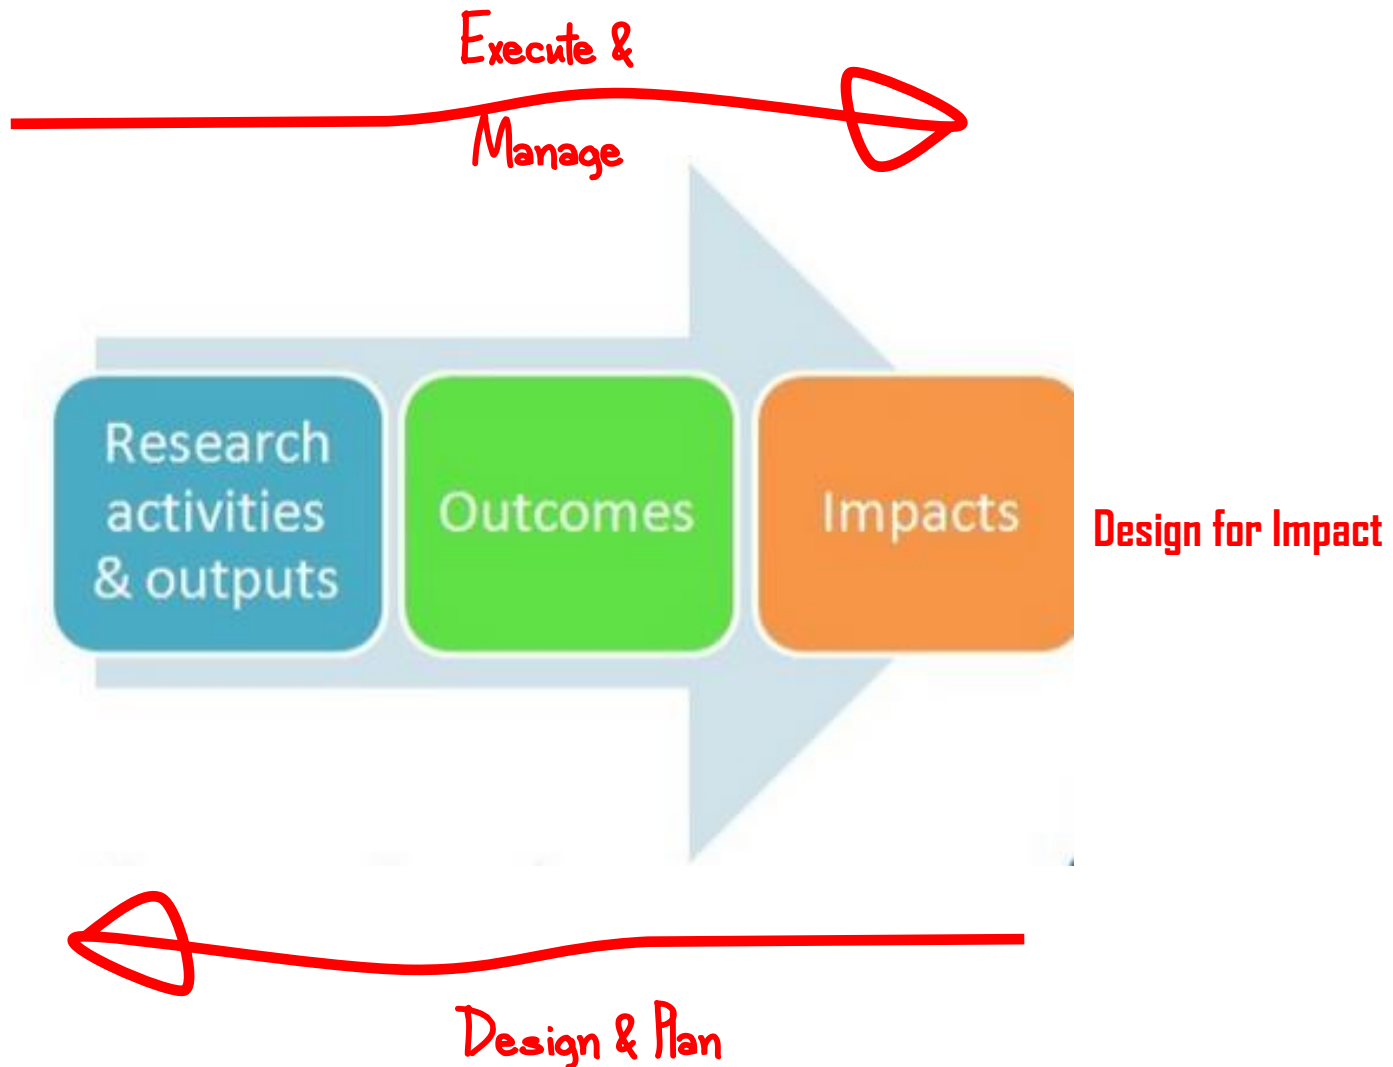 Execute &
Manage
Research
activities
& outputs
Outcomes
Impacts
Design for Impact
Design & Plan